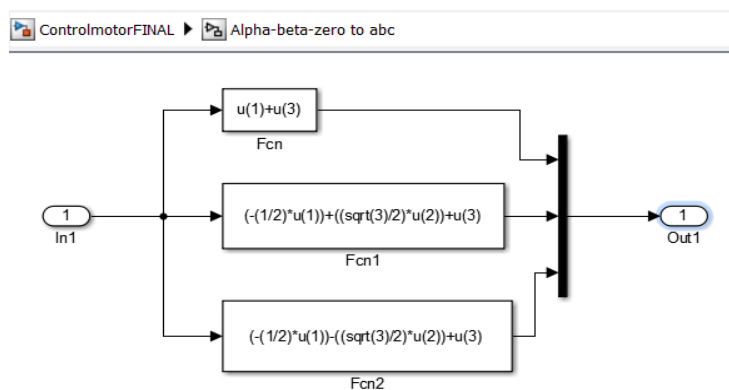 ControlmotorFINAL Alpha-beta-zero to abc
u(1)+u(3)
Fcn
1
In1
(-(1/2)*u(1))+((sqrt(3)/2)*u(2))+u(3)
Fcn1
1
Out1
(-(1/2)*u(1))-((sqrt(3)/2)*u(2))+u(3)
Fcn2